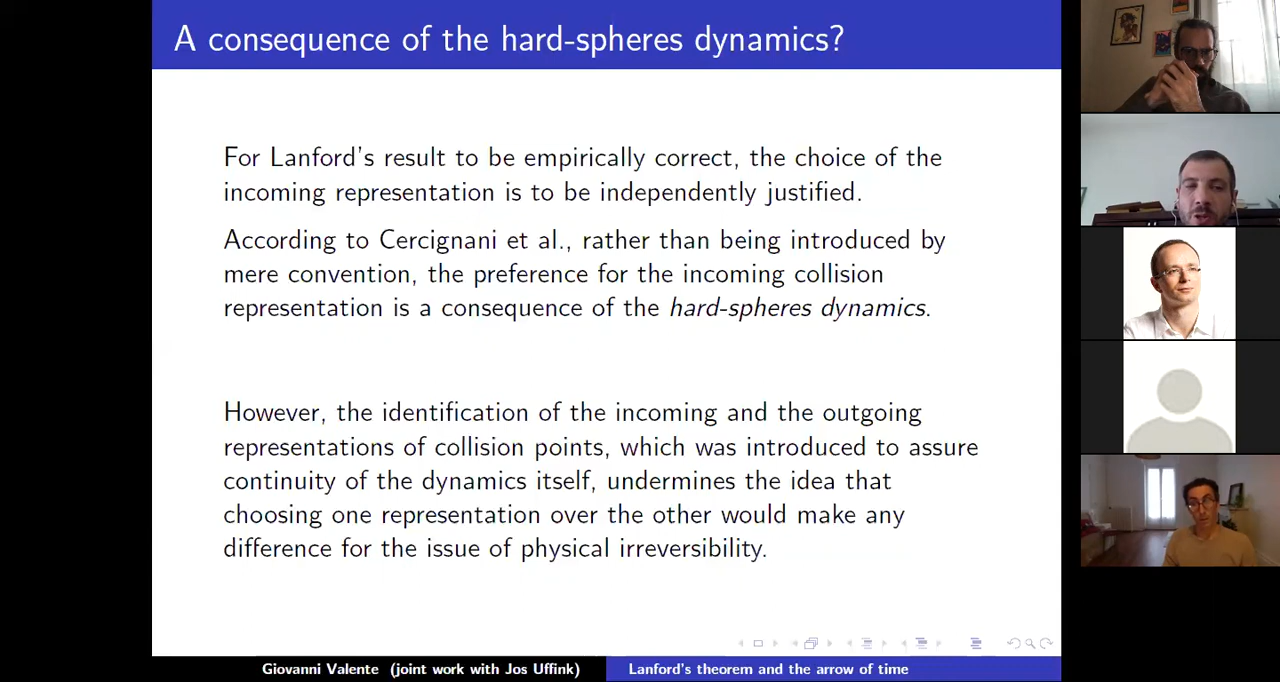 A consequence of the hard-spheres dynamics?
For Lanford's result to be empirically correct, the choice of the
incoming representation is to be independently justified.
According to Cercignani et al., rather than being introduced by
mere convention, the preference for the incoming collision
representation is a consequence of the hard-spheres dynamics.
However, the identification of the incoming and the outgoing
representations of collision points, which was introduced to assure
continuity of the dynamics itself, undermines the idea that
choosing one representation over the other would make any
difference for the issue of physical irreversibility.
Giovanni Valente (joint work with Jos Uffink)
Lanford's theorem and the arrow of time